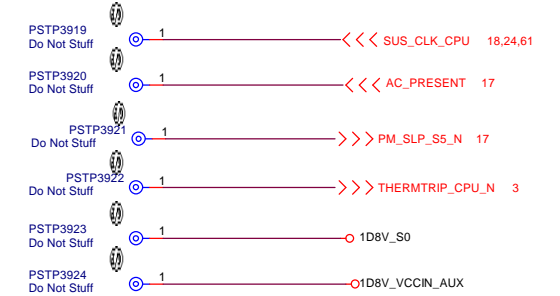 PSTP3919
Do Not Stuff
1
SUS_CLK_CPU 18,24,61
PSTP3920
Do Not Stuff
1
AC_PRESENT 17
PSTP3921
Do Not Stuff
1
PM_SLP_S5_N 17
PSTP3922
Do Not Stuff
1
THERMTRIP_CPU_N 3
PSTP3923
Do Not Stuff
1
1D8V_S0
PSTP3924
Do Not Stuff
1
1D8V_VCCIN_AUX